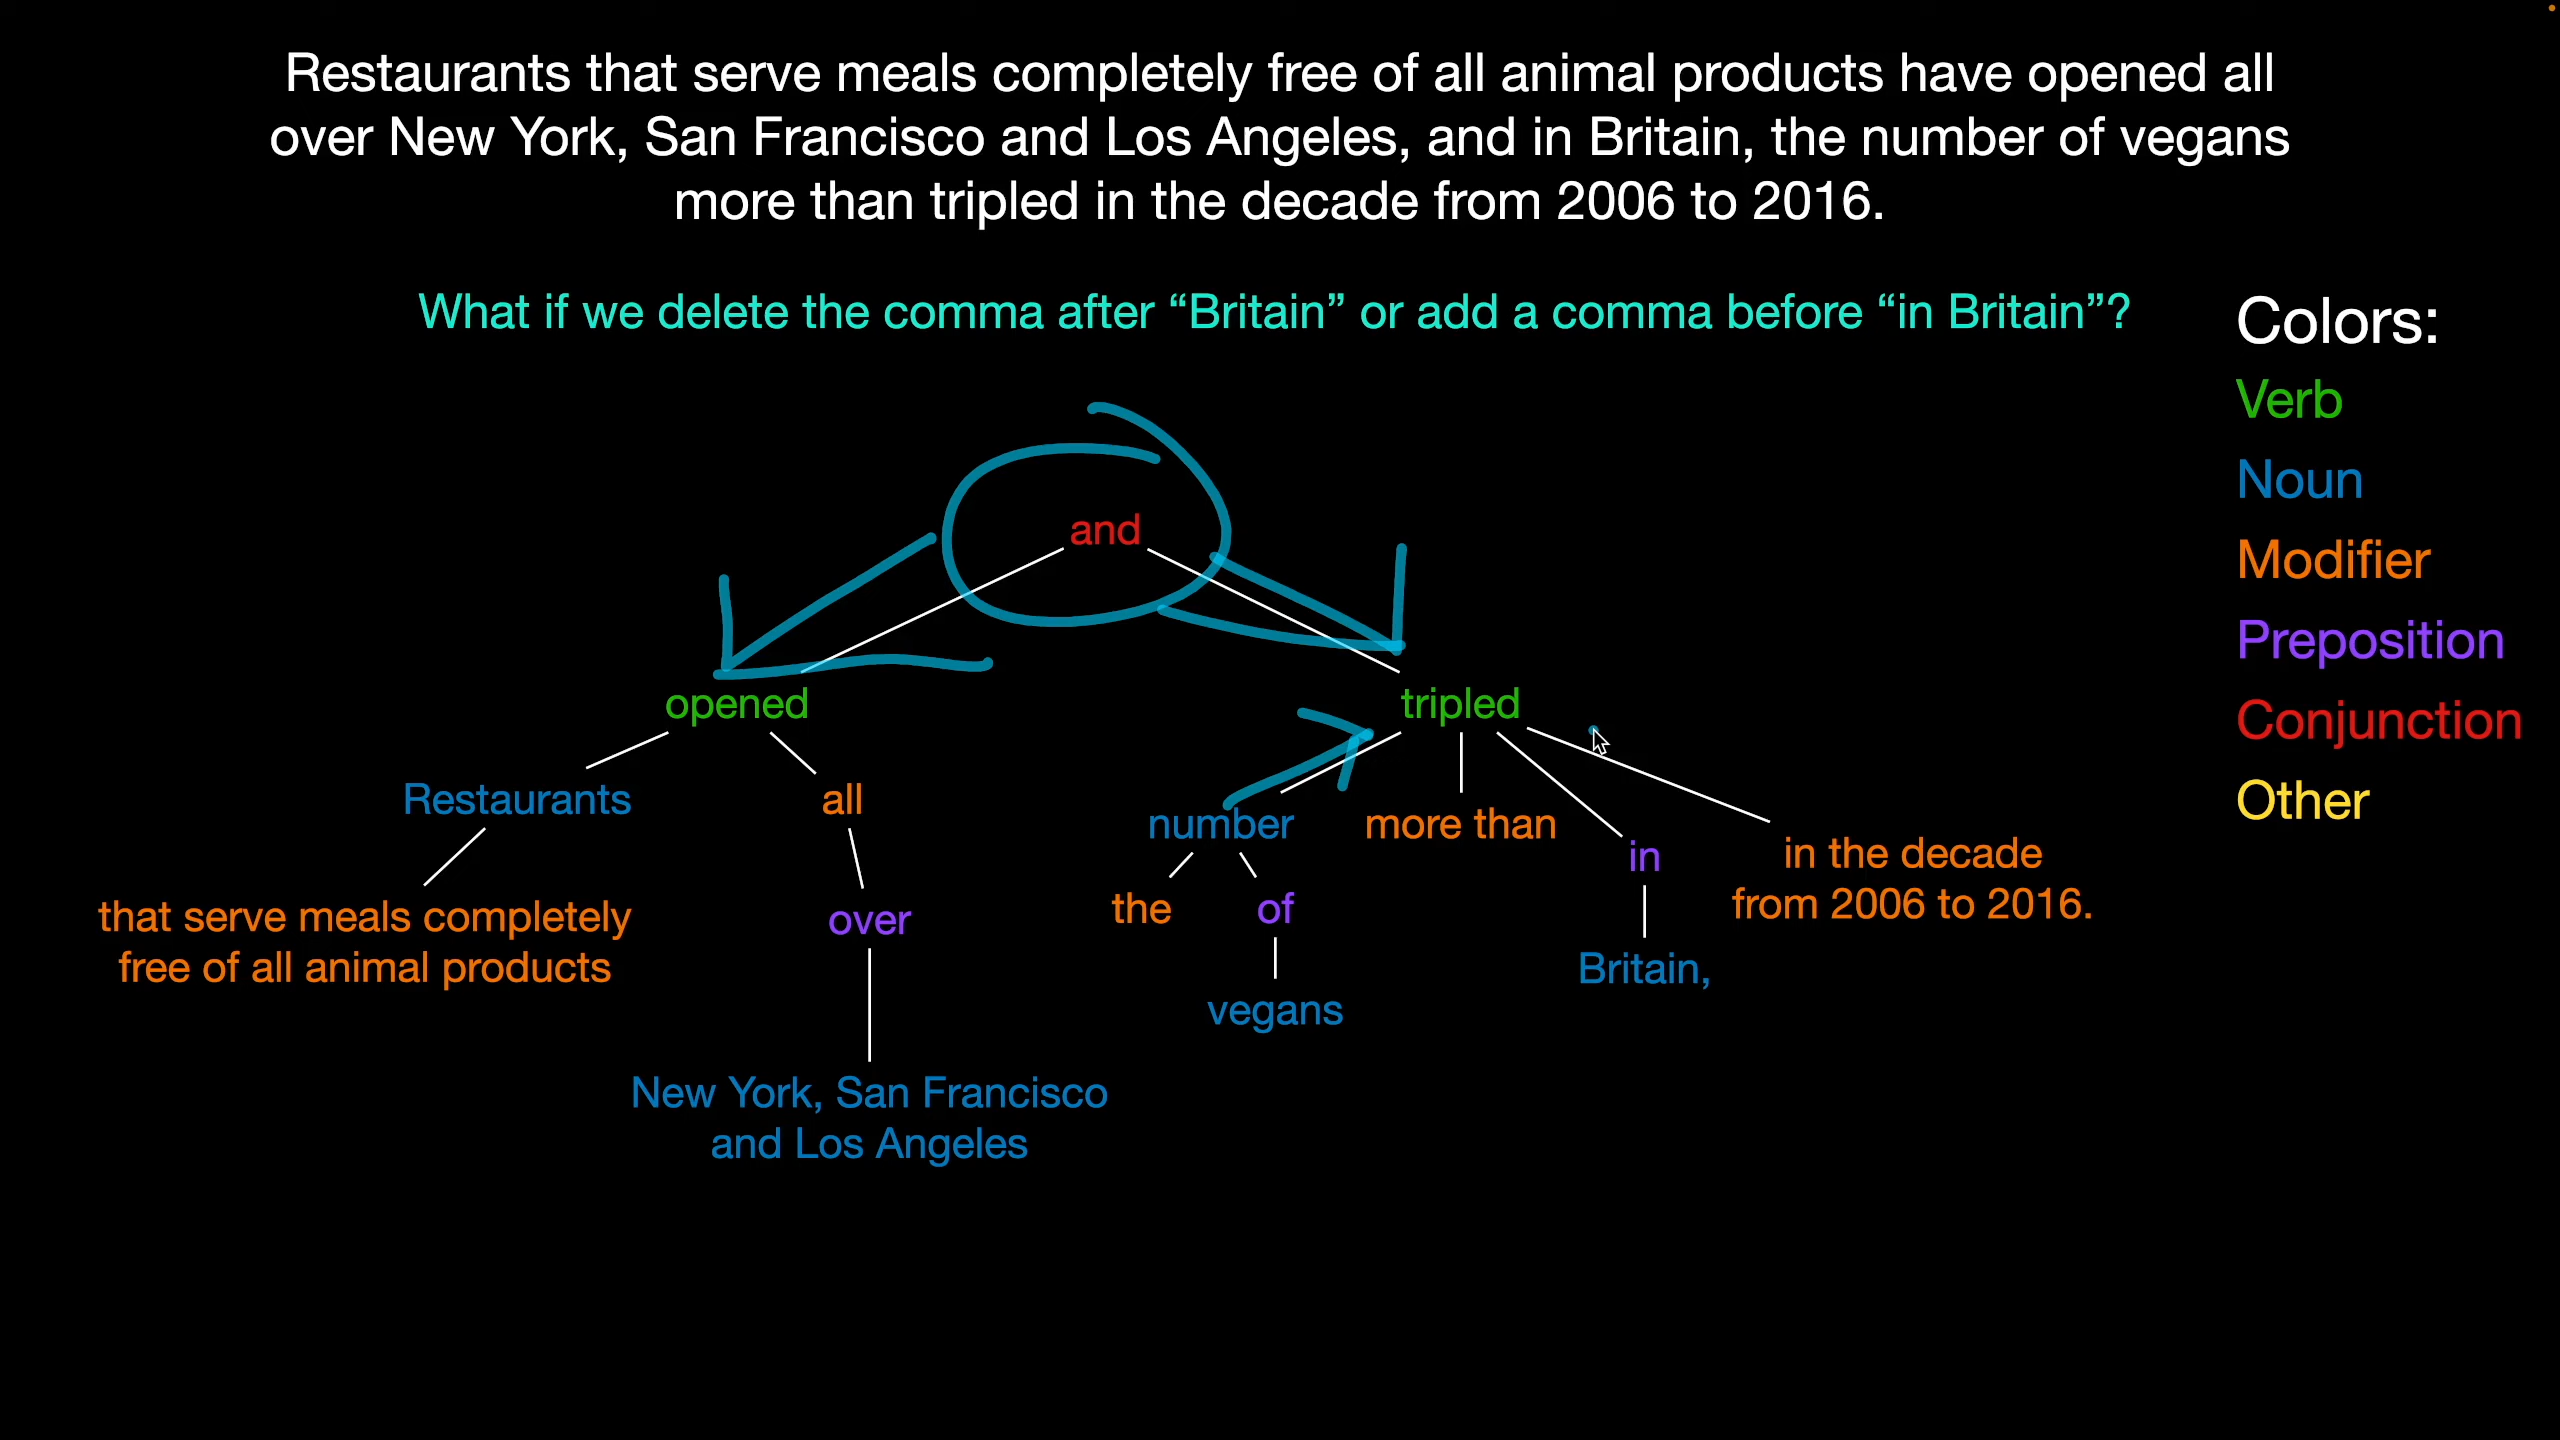 Restaurants that serve meals completely free of all animal products have opened all
over New York, San Francisco and Los Angeles, and in Britain, the number of vegans
more than tripled in the decade from 2006 to 2016.
What if we delete the comma after “Britain” or add a comma before “in Britain”?
Colors:
Verb
Noun
Modifier
Preposition
Conjunction
Other
and
opened
tripled
Restaurants
all
number
more than
in
in the decade
from 2006 to 2016.
that serve meals completely
free of all animal products
over
the
of
Britain,
vegans
New York, San Francisco
and Los Angeles